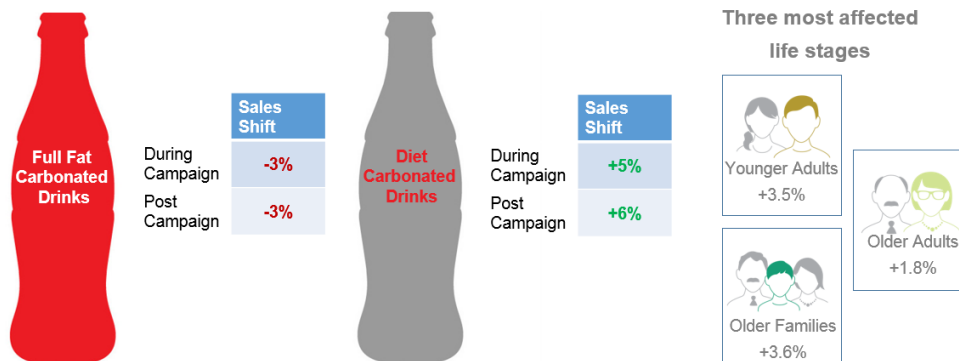 Full Fat
Carbonated
Drinks
Sales
Shift
During
Campaign
-3%
Post
Campaign
-3%
Diet
Carbonated
Drinks
Sales
Shift
During
Campaign
+5%
Post
Campaign
+6%
Three most affected
life stages
Younger Adults
+3.5%
Older Adults
+1.8%
Older Families
+3.6%